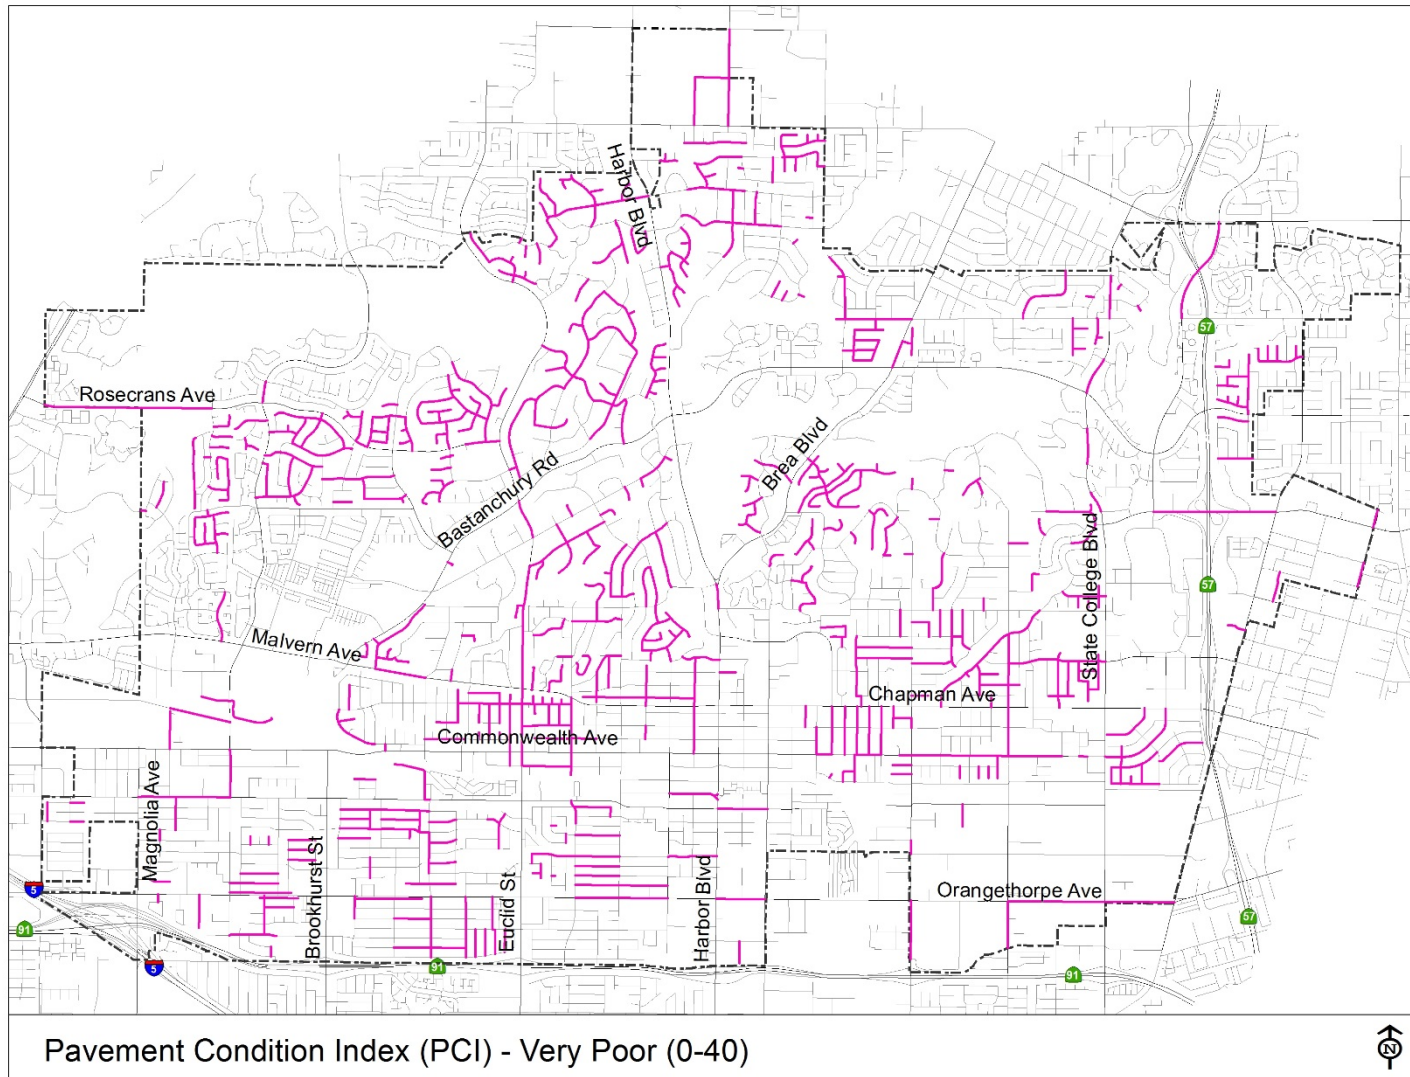 Harbor Blvd
57
Rosecrans Ave
Brea Blvd
Bastanchury Rd
State College Blvd
57
Malvern Ave
Chapman Ave
Commonwealth Ave
Magnolia Ave
Brookhurst St
Euclid St
Harbor Blvd
Orangethorpe Ave
5
91
57
5
91
91
Pavement Condition Index (PCI) - Very Poor (0-40)
N